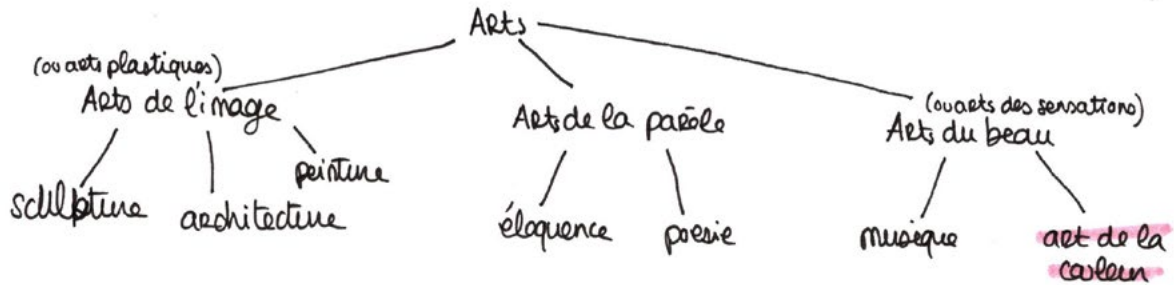 Arts
(ou arts plastiques)
Arts de l'image
sculpture
architecture
peinture
Arts de la parole
éloquence
poésie
(ou arts des sensations)
Arts du beau
musique
art de la
couleur